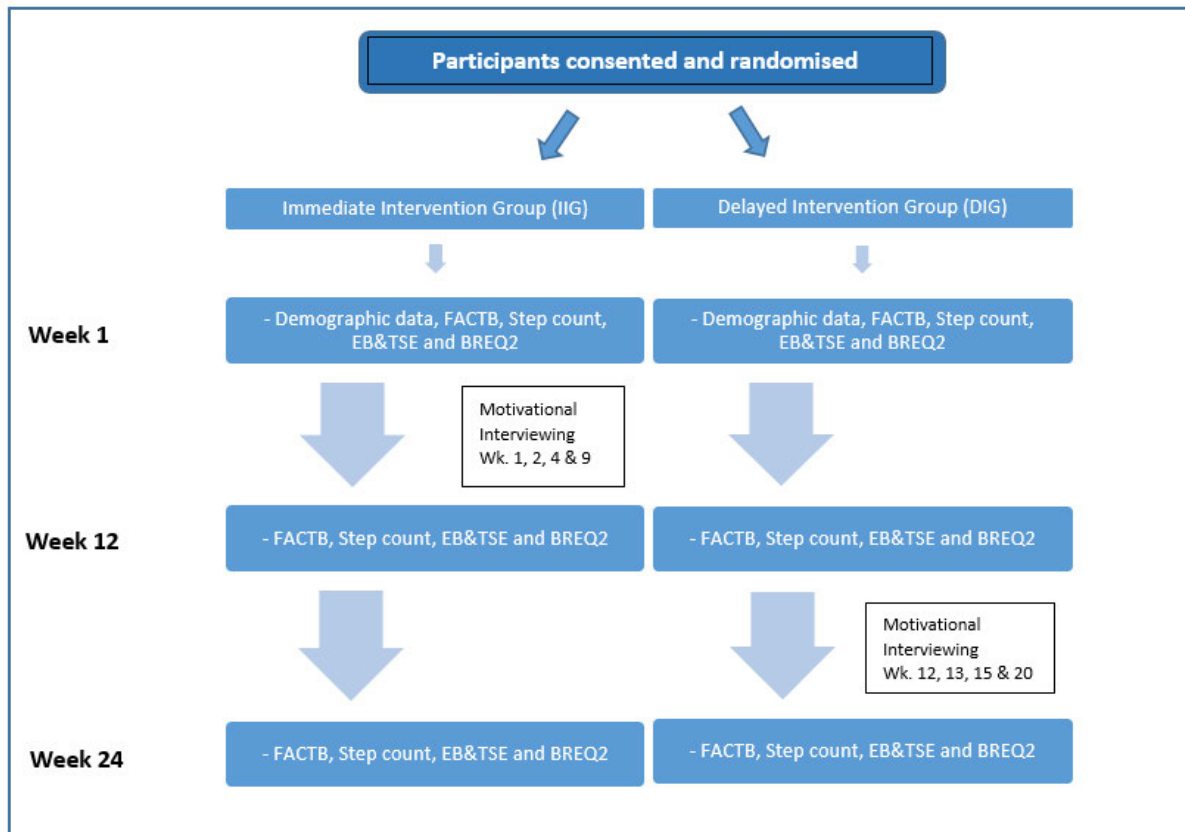 Participants consented and randomised
Immediate Intervention Group (IIG)
Delayed Intervention Group (DIG)
Week 1
- Demographic data, FACTB, Step count,
EB&TSE and BREQ2
- Demographic data, FACTB, Step count,
EB&TSE and BREQ2
Motivational
Interviewing
Wk. 1, 2, 4 & 9
Week 12
- FACTB, Step count, EB&TSE and BREQ2
- FACTB, Step count, EB&TSE and BREQ2
Motivational
Interviewing
Wk. 12, 13, 15 & 20
Week 24
- FACTB, Step count, EB&TSE and BREQ2
- FACTB, Step count, EB&TSE and BREQ2